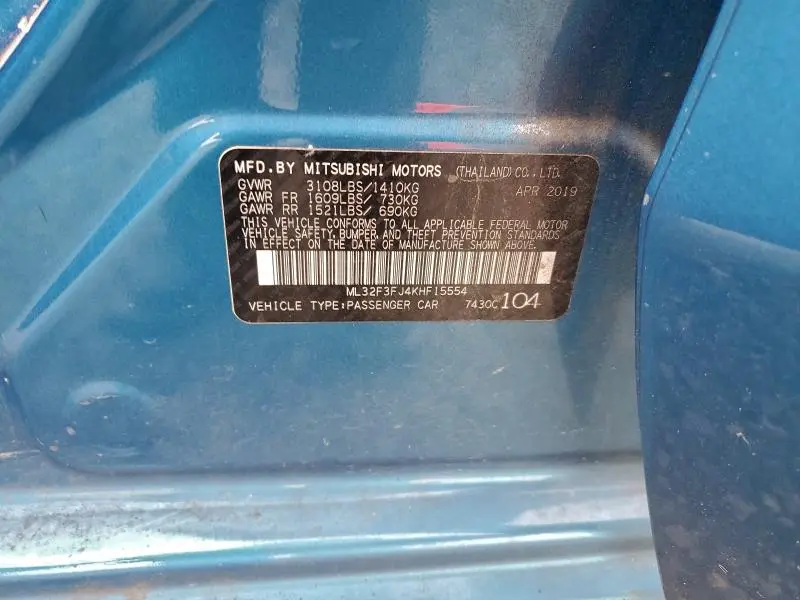 MFD.BY MITSUBISHI MOTORS (THAILAND) CO., LTD.
GVWR 3108LBS/1410KG APR 2019
GAWR FR 1609LBS/ 730KG
GAWR RR 1521LBS/ 690KG
THIS VEHICLE CONFORMS TO ALL APPLICABLE FEDERAL MOTOR
VEHICLE SAFETY, BUMPER, AND THEFT PREVENTION STANDARDS
IN EFFECT ON THE DATE OF MANUFACTURE SHOWN ABOVE.
ML32F3FJ4KHF15554
VEHICLE TYPE:PASSENGER CAR 7430C 104